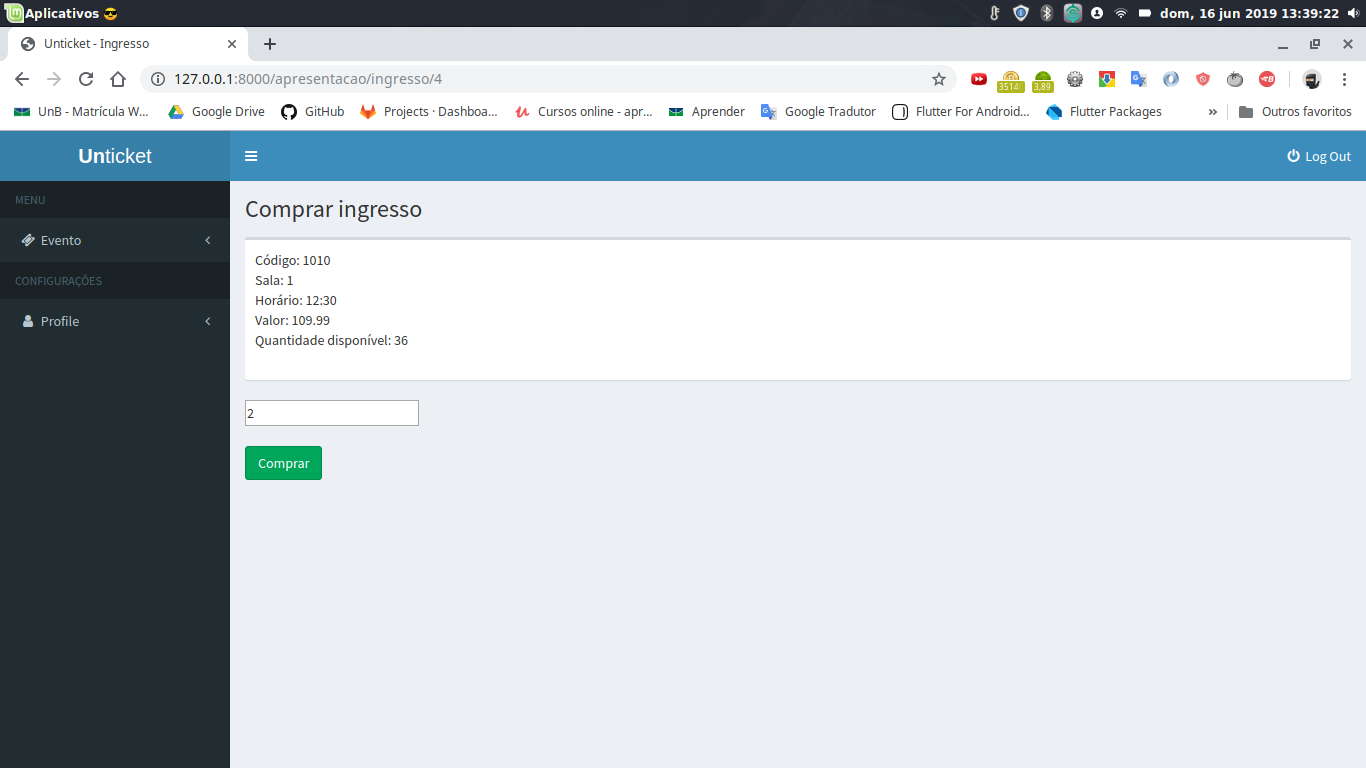 Aplicativos 😎 dom, 16 jun 2019 13:39:22
Unticket - Ingresso
127.0.0.1:8000/apresentacao/ingresso/4 3514 3,89
UnB - Matrícula W... Google Drive GitHub Projects · Dashboa... Cursos online - apr... Aprender Google Tradutor Flutter For Android... Flutter Packages » Outros favoritos
Unticket Log Out
MENU
Evento
CONFIGURAÇÕES
Profile
Comprar ingresso
Código: 1010
Sala: 1
Horário: 12:30
Valor: 109.99
Quantidade disponível: 36
2
Comprar